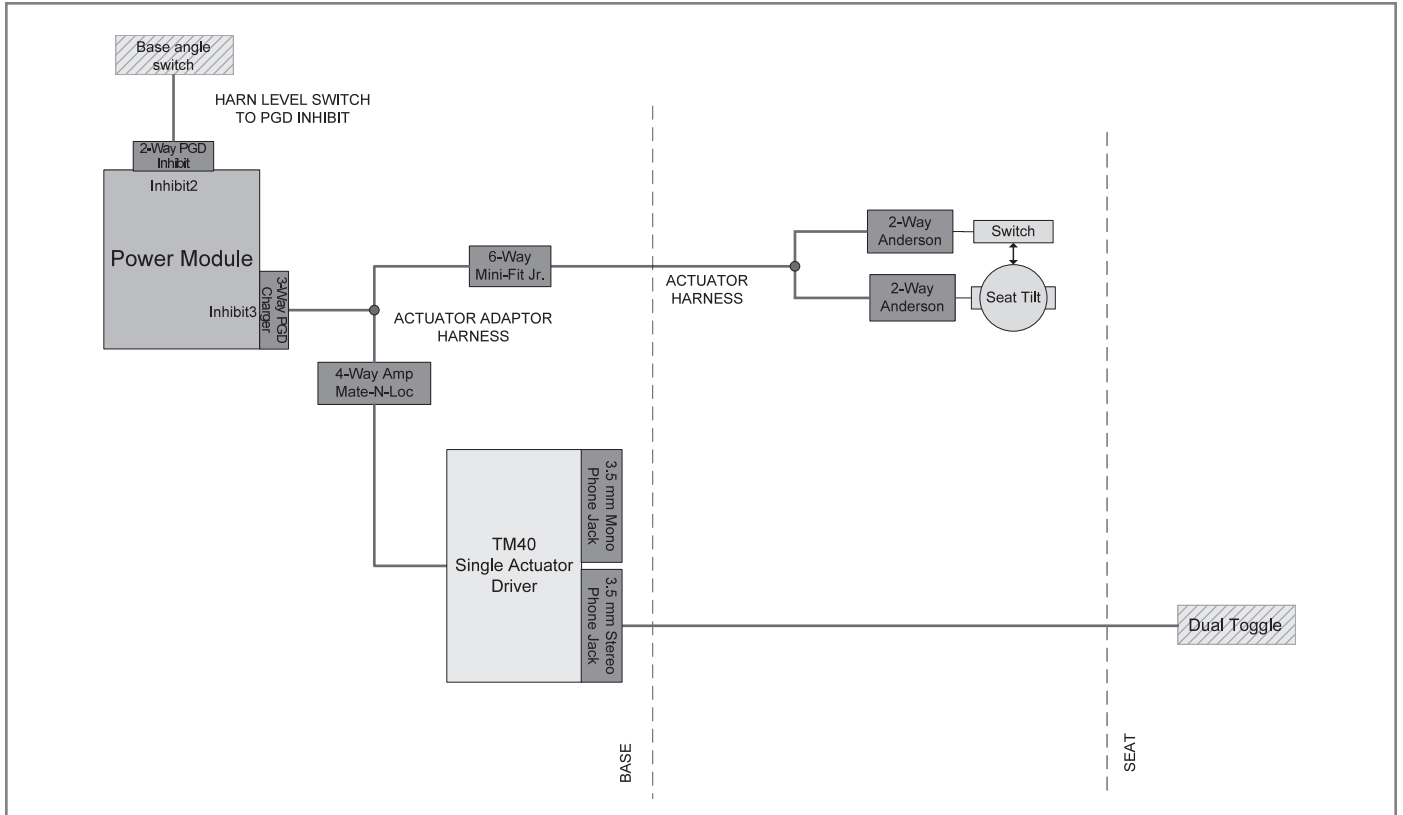 Base angle
switch
HARN LEVEL SWITCH
TO PGD INHIBIT
2-Way PGD
Inhibit
Inhibit2
Power Module
Inhibit3
3-Way PGD
Charger
6-Way
Mini-Fit Jr.
ACTUATOR ADAPTOR
HARNESS
4-Way Amp
Mate-N-Loc
ACTUATOR
HARNESS
2-Way
Anderson
Switch
2-Way
Anderson
Seat Tilt
TM40
Single Actuator
Driver
3.5 mm Mono
Phone Jack
3.5 mm Stereo
Phone Jack
Dual Toggle
BASE
SEAT